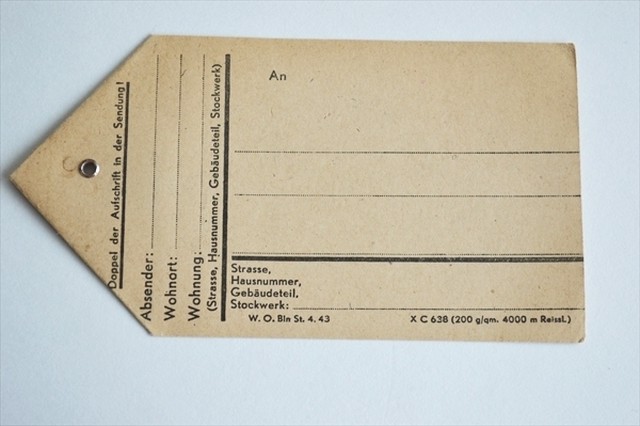 Doppel der Aufschrift in der Sendung!
Absender:
Wohnort:
Wohnung:
(Strasse, Hausnummer, Gebäudeteil, Stockwerk)
An
Strasse,
Hausnummer,
Gebäudeteil,
Stockwerk:
W. O. Bln St. 4. 43
X C 638 (200 g/qm. 4000 m Reissl.)